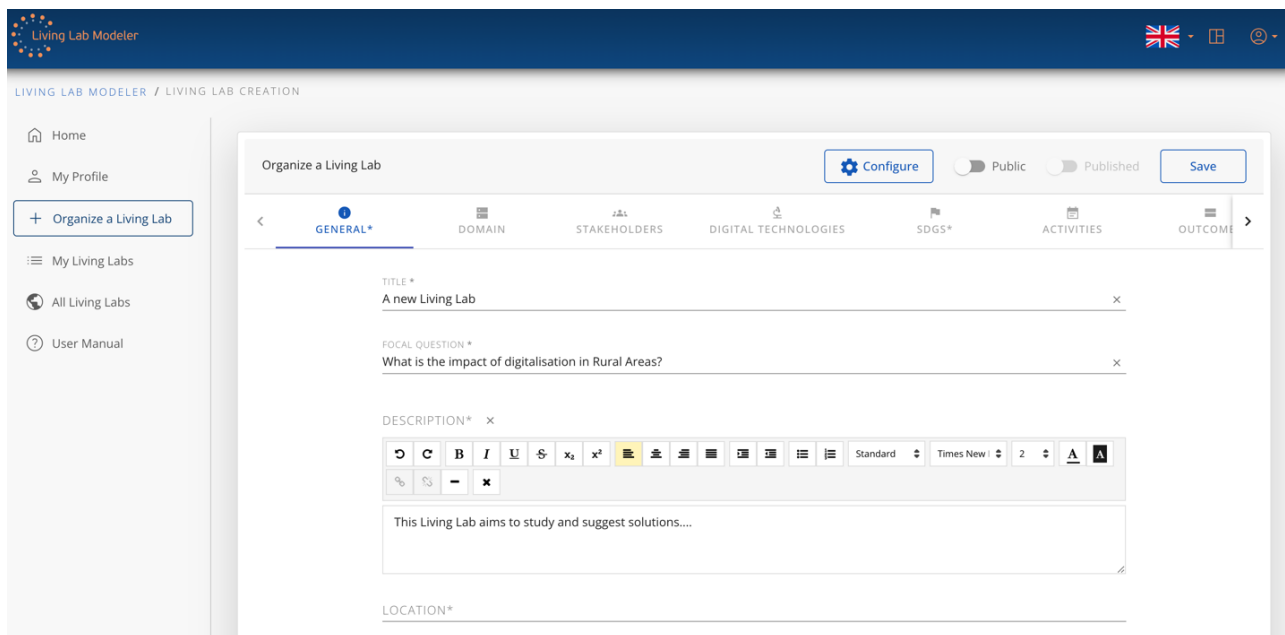 Living Lab Modeler
LIVING LAB MODELER / LIVING LAB CREATION
Home
My Profile
Organize a Living Lab
My Living Labs
All Living Labs
User Manual
Organize a Living Lab
Configure
Public
Published
Save
GENERAL*
DOMAIN
STAKEHOLDERS
DIGITAL TECHNOLOGIES
SDGS*
ACTIVITIES
OUTCOME
TITLE *
A new Living Lab
FOCAL QUESTION *
What is the impact of digitalisation in Rural Areas?
DESCRIPTION*
B I U S x₂ x² Standard Times New 2 A A
This Living Lab aims to study and suggest solutions....
LOCATION*